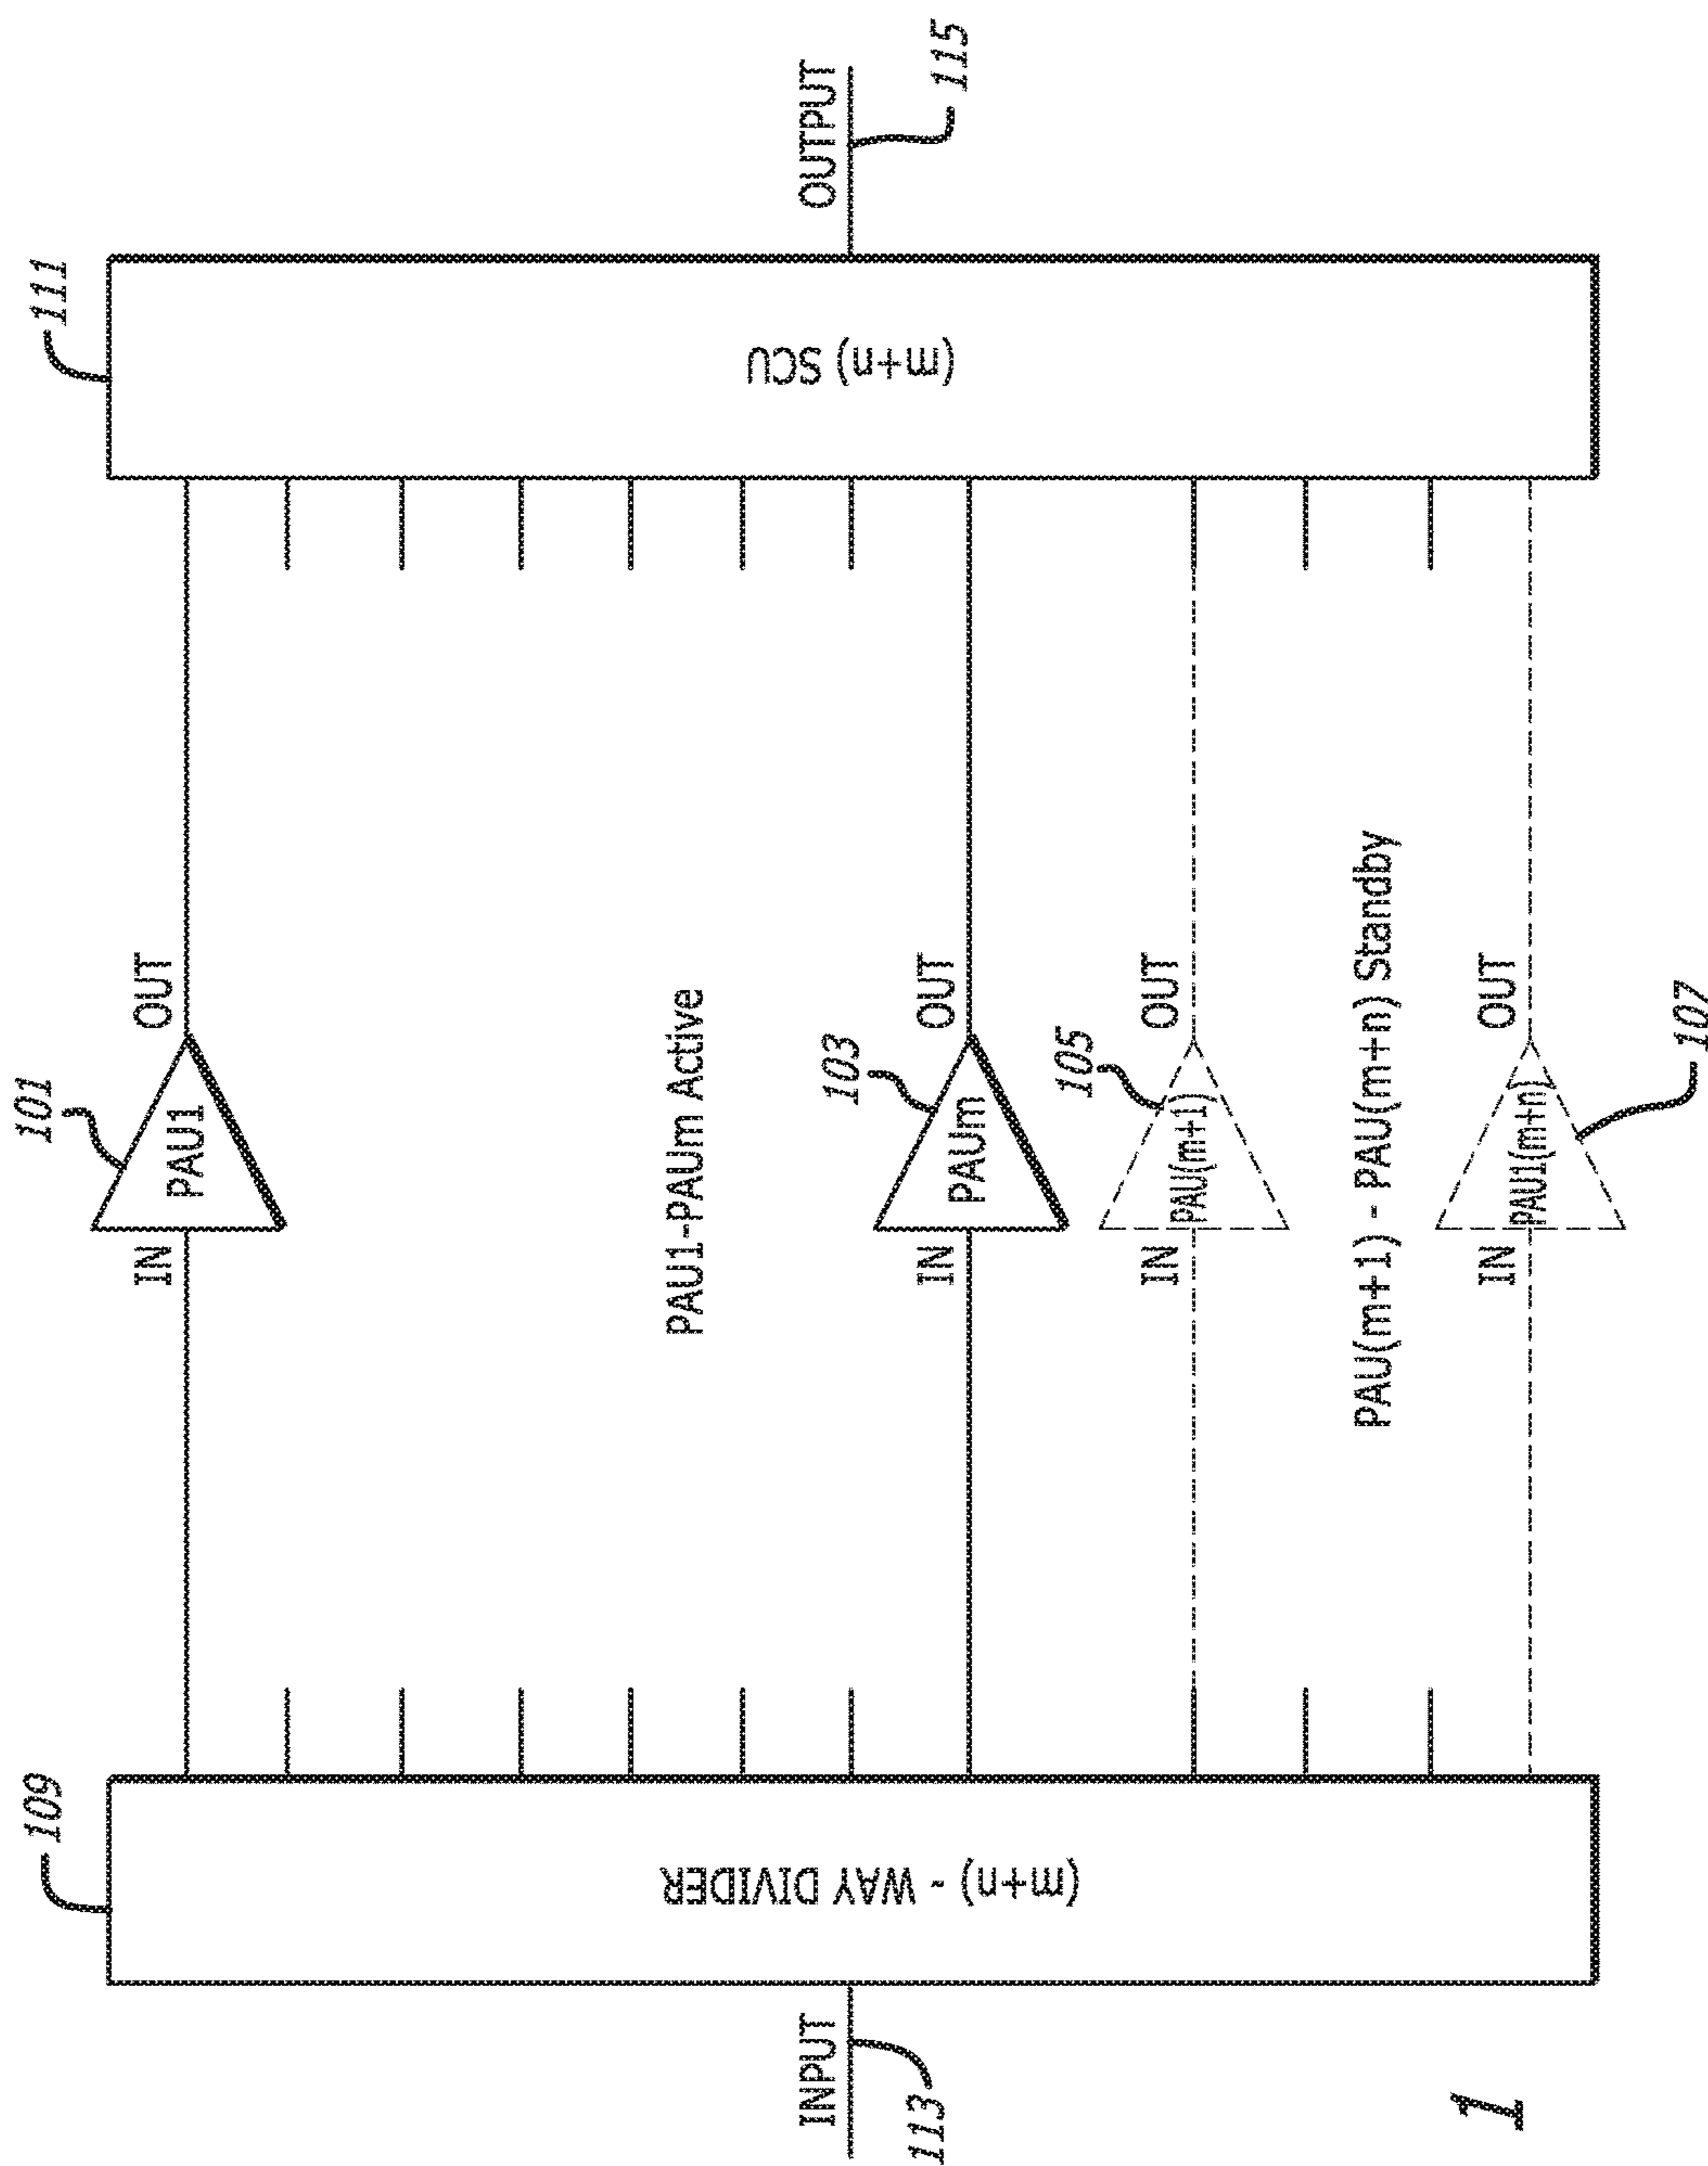 101
IN
PAU1
OUT
109
111
PAU1-PAUm Active
INPUT
113
(m+n) - WAY DIVIDER
(m+n) SCU
OUTPUT
115
103
IN
PAUm
OUT
105
IN
PAU(m+1)
OUT
PAU(m+1) - PAU(m+n) Standby
IN
PAU1(m+n)
OUT
107
1